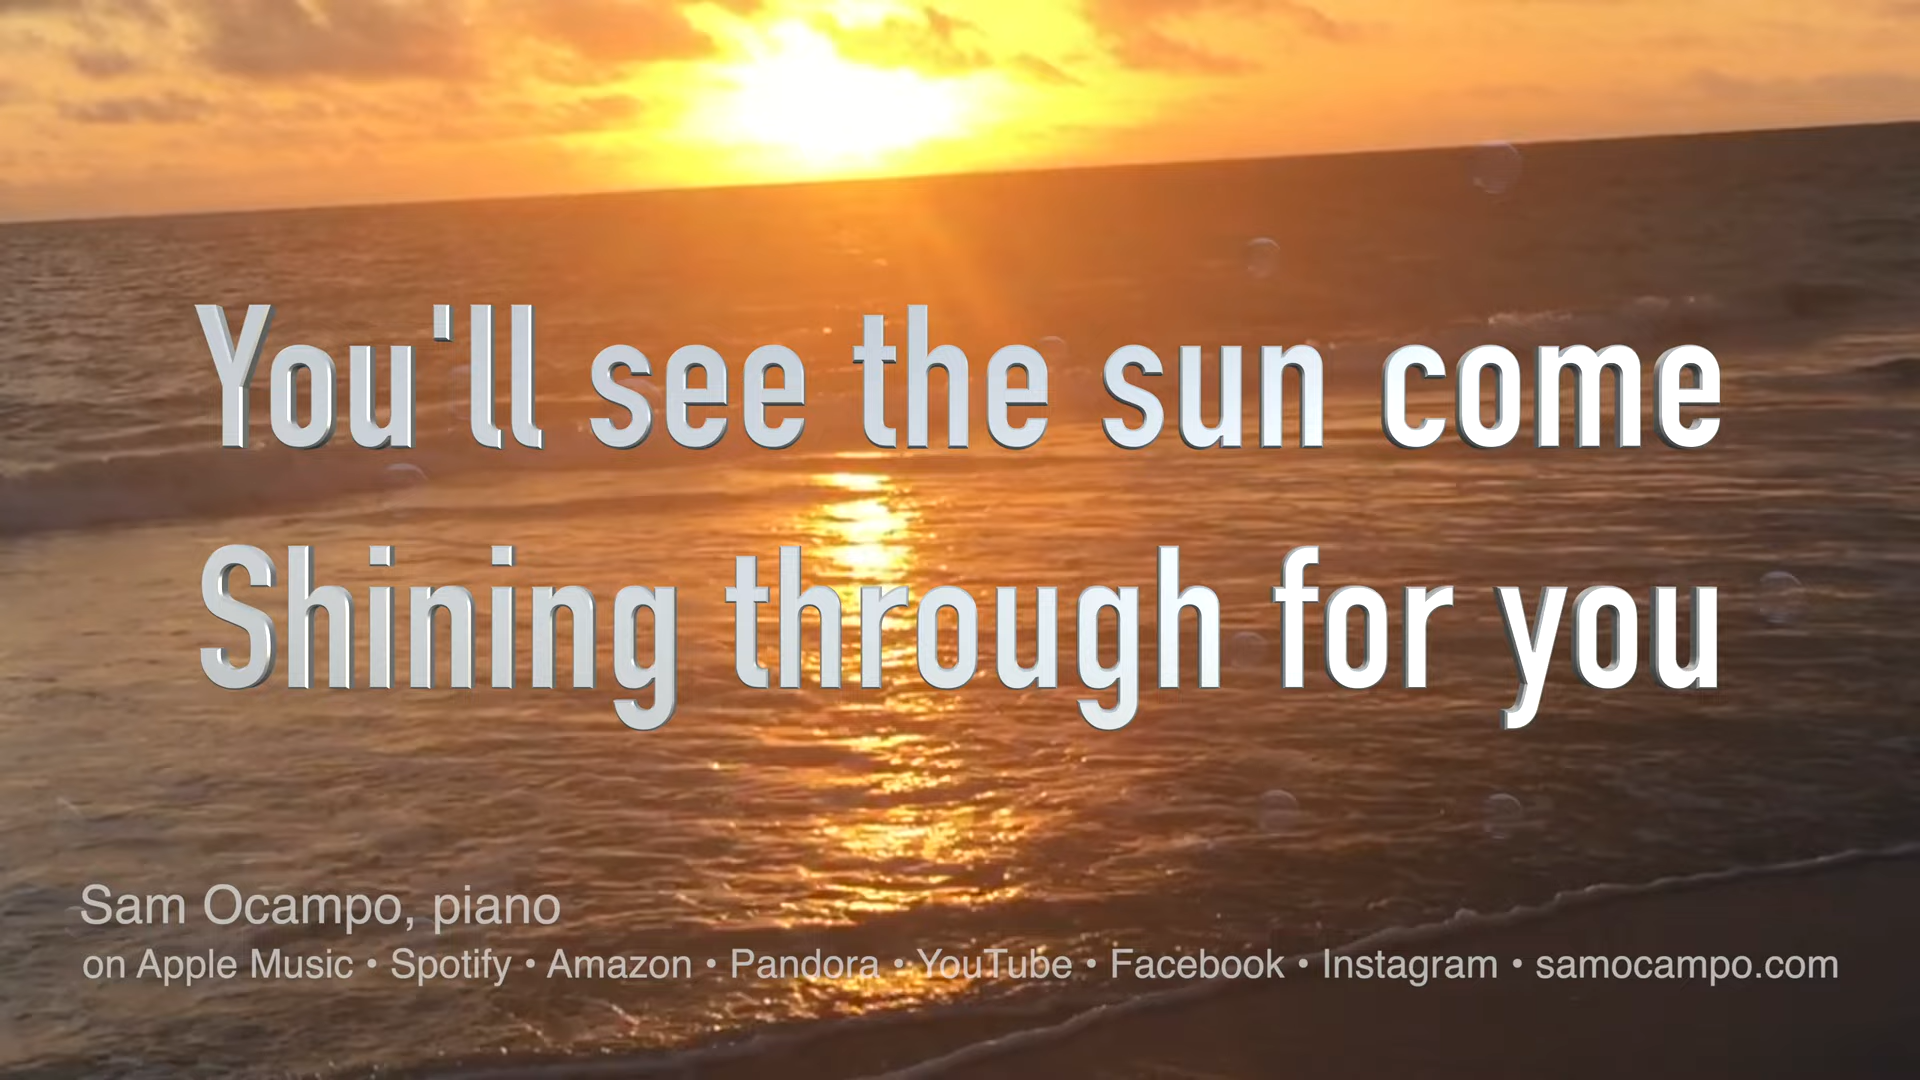 You'll see the sun come
Shining through for you
Sam Ocampo, piano
on Apple Music • Spotify • Amazon • Pandora • YouTube • Facebook • Instagram • samocampo.com